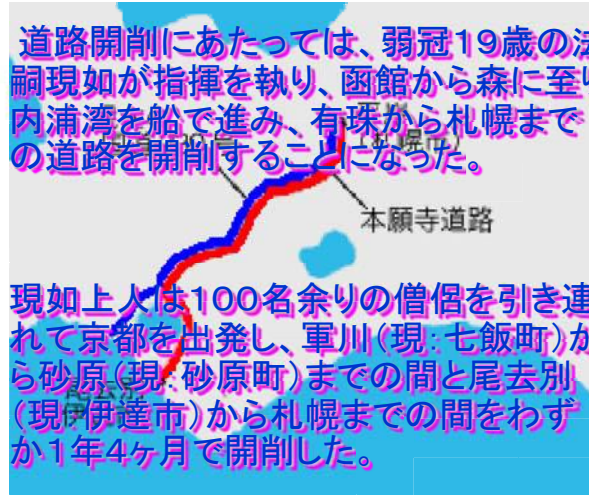 道路開削にあたっては、弱冠19歳の法
嗣現如が指揮を執り、函館から森に至り
内浦湾を船で進み、有珠から札幌まで
の道路を開削することになった。
本願寺道路
現如上人は100名余りの僧侶を引き連
れて京都を出発し、軍川(現:七飯町)か
ら砂原(現:砂原町)までの間と尾去別
(現:伊達市)から札幌までの間をわず
か1年4ヶ月で開削した。